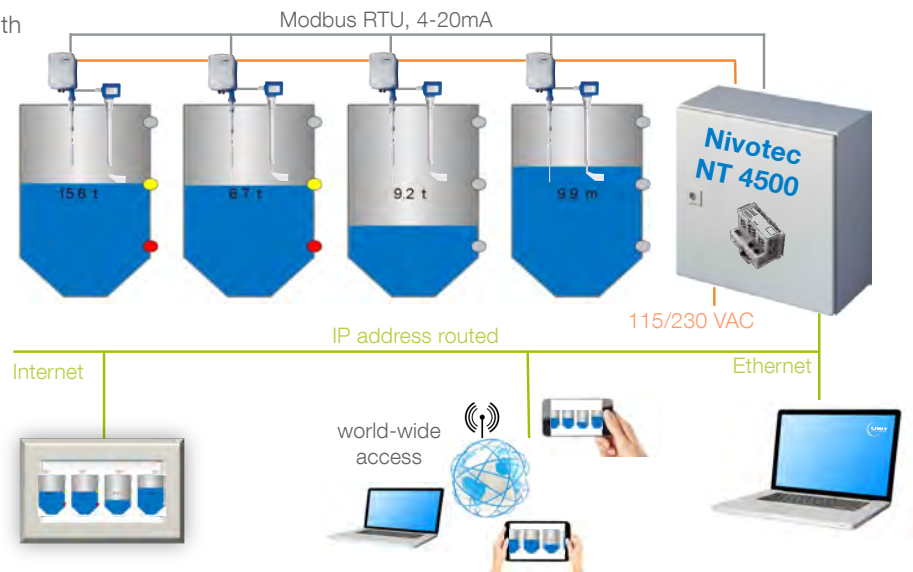 th
Modbus RTU, 4-20mA
Nivotec
NT 4500
15.6 t
8.7 t
9.2 t
9.9 m
115/230 VAC
IP address routed
Internet
Ethernet
world-wide
access
UWT